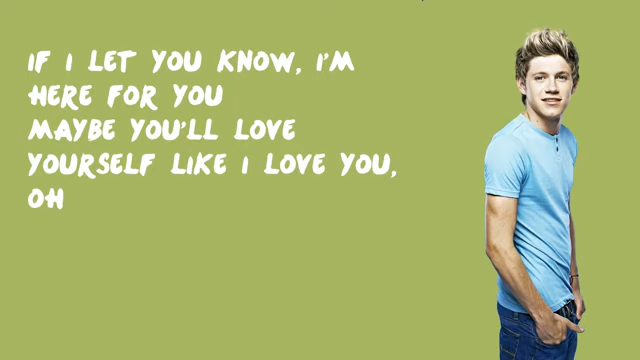 IF I LET YOU KNOW, I'M
HERE FOR YOU
MAYBE YOU'LL LOVE
YOURSELF LIKE I LOVE YOU,
OH